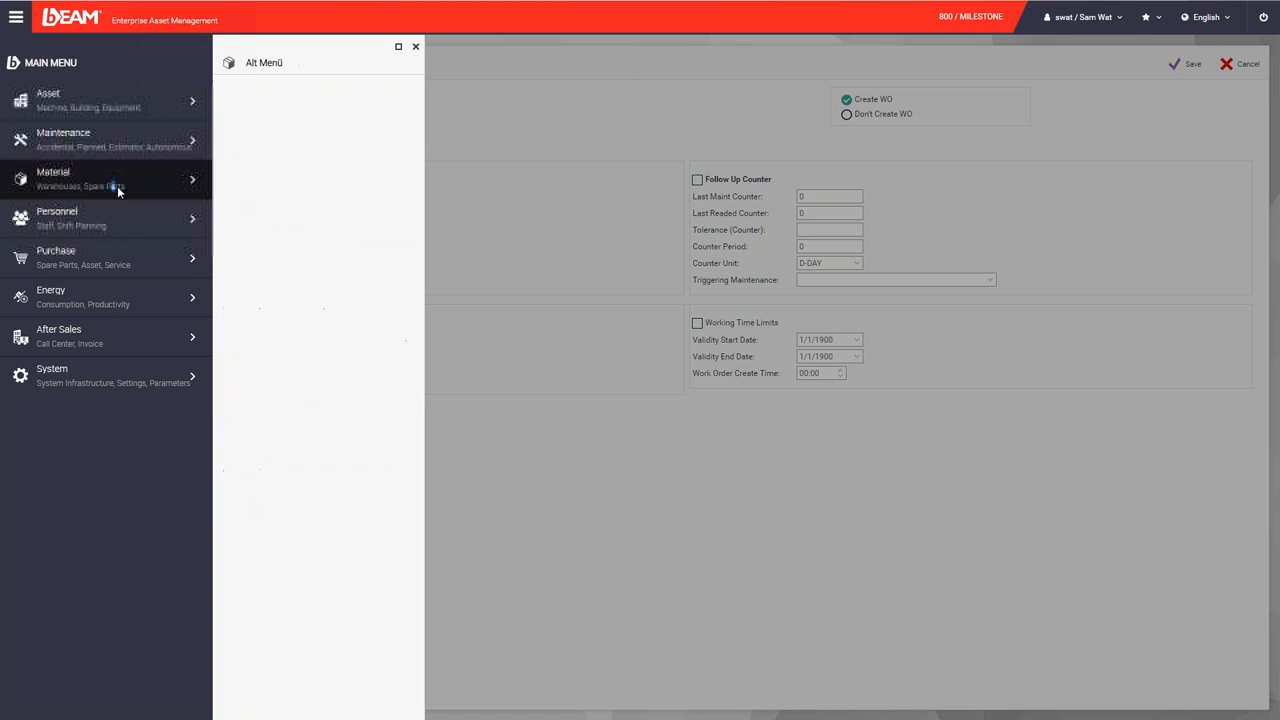 bEAM Enterprise Asset Management
800 / MILESTONE
swat / Sam Wat
English
MAIN MENU
Asset
Machine, Building, Equipment
Maintenance
Accidental, Planned, Estimator, Autonomous
Material
Warehouses, Spare Parts
Personnel
Staff, Shift Planning
Purchase
Spare Parts, Asset, Service
Energy
Consumption, Productivity
After Sales
Call Center, Invoice
System
System Infrastructure, Settings, Parameters
Alt Menü
Save
Cancel
Create WO
Don't Create WO
Follow Up Counter
Last Maint Counter: 0
Last Readed Counter: 0
Tolerance (Counter):
Counter Period: 0
Counter Unit: D-DAY
Triggering Maintenance:
Working Time Limits
Validity Start Date: 1/1/1900
Validity End Date: 1/1/1900
Work Order Create Time: 00:00